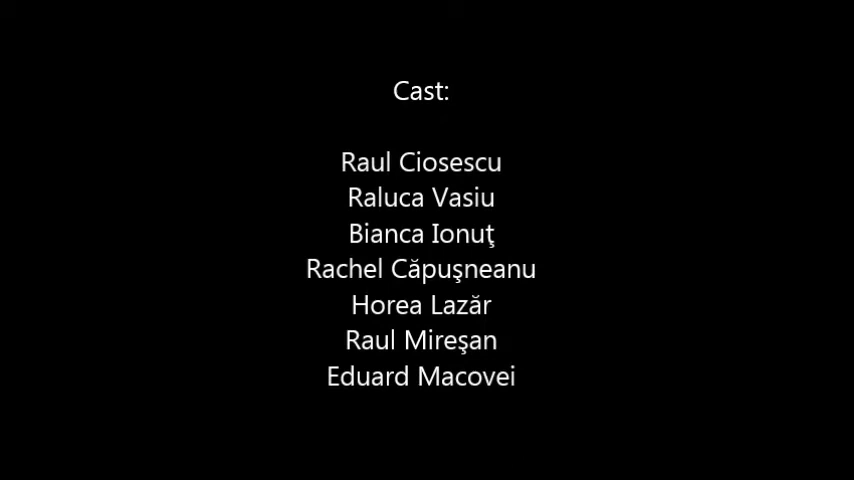 Cast:
Raul Ciosescu
Raluca Vasiu
Bianca Ionuţ
Rachel Căpuşneanu
Horea Lazăr
Raul Mireşan
Eduard Macovei